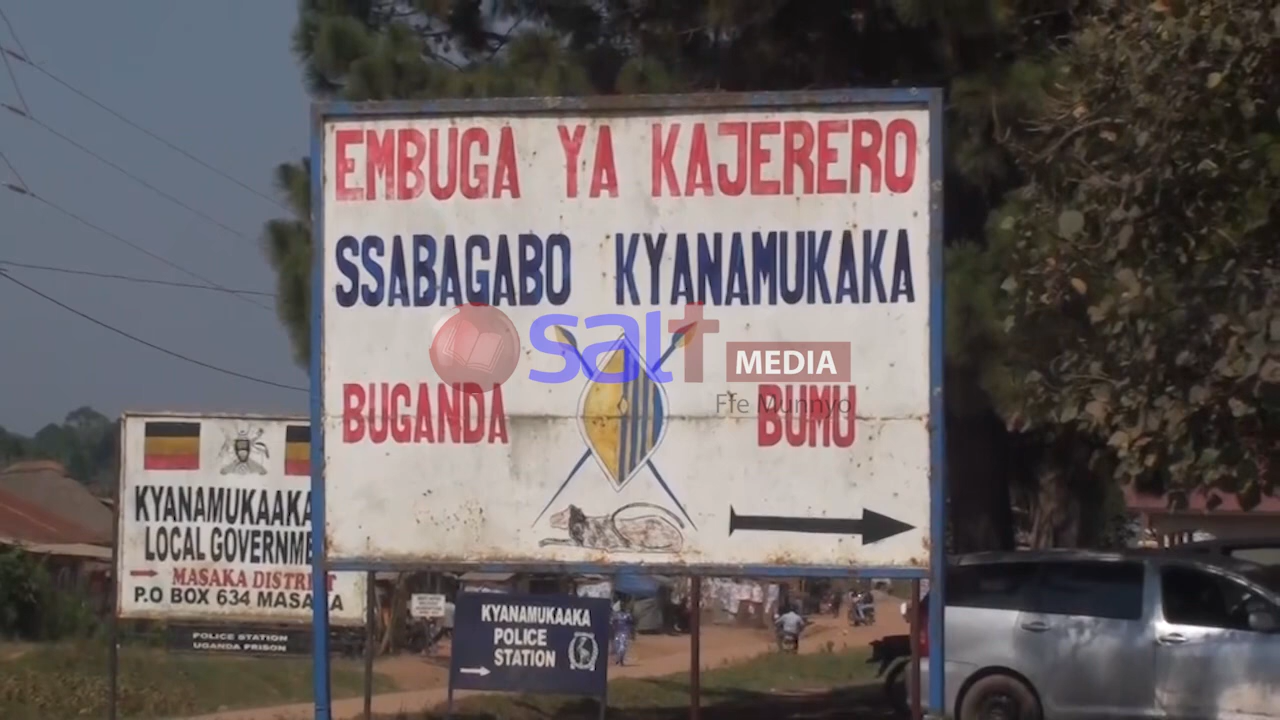 EMBUGA YA KAJERERO
SSABAGABO KYANAMUKAKA
salt MEDIA
Ffe Munnyo
BUGANDA BUMU
KYANAMUKAAKA
LOCAL GOVERNME
MASAKA DISTRICT
P.O BOX 634 MASAKA
POLICE STATION
UGANDA PRISON
KYANAMUKAAKA
POLICE
STATION